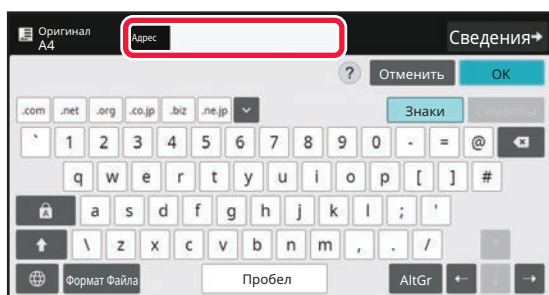 Оригинал
A4
Адрес
Сведения
? Отменить OK
.com .net .org .co.jp .biz .ne.jp Знаки Символы
` 1 2 3 4 5 6 7 8 9 0 - = @
q w e r t y u i o p [ ] #
A a s d f g h j k l ; '
\ z x c v b n m , . /
Формат Файла Пробел AltGr